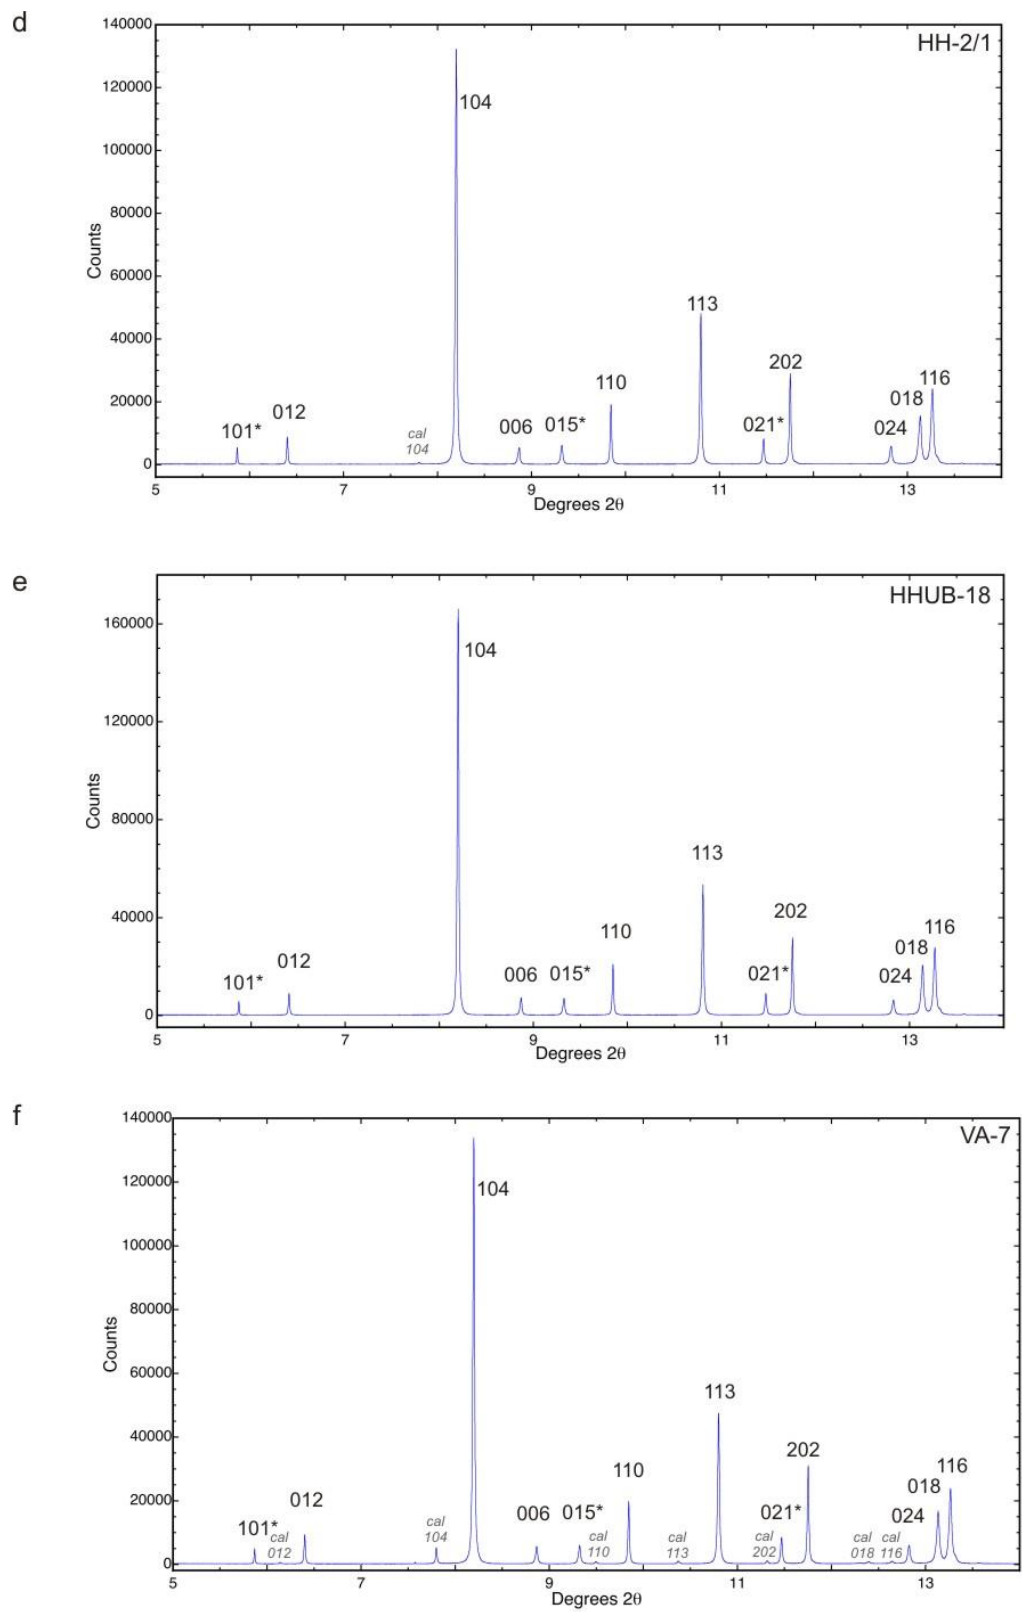 d
HH-2/1
140000
120000
100000
80000
60000
40000
20000
0
Counts
104
101*
012
cal
104
006
015*
110
113
021*
202
024
018
116
5 7 9 11 13
Degrees 2θ
e
HHUB-18
160000
120000
80000
40000
0
Counts
104
101*
012
006
015*
110
113
021*
202
024
018
116
5 7 9 11 13
Degrees 2θ
f
VA-7
140000
120000
100000
80000
60000
40000
20000
0
Counts
104
101*
cal
012
012
cal
104
006
015*
cal
110
110
cal
113
113
cal
202
021*
202
cal
018
cal
116
024
018
116
5 7 9 11 13
Degrees 2θ